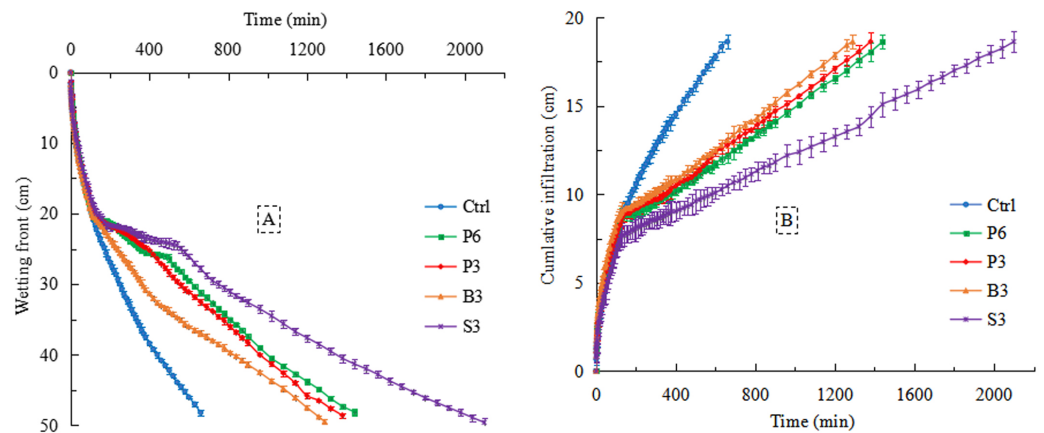 Time (min)
0 400 800 1200 1600 2000
0
10
20
30
40
50
Wetting front (cm)
A
Ctrl
P6
P3
B3
S3
20
15
10
5
0
Cumlative infiltration (cm)
B
Ctrl
P6
P3
B3
S3
0 400 800 1200 1600 2000
Time (min)